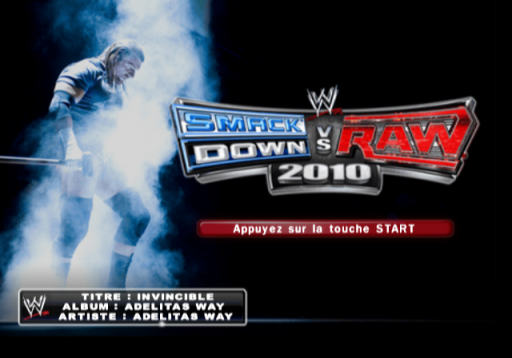 W
SMACK
DOWN
VS
RAW
2010
Appuyez sur la touche START
W
TITRE : INVINCIBLE
ALBUM : ADELITAS WAY
ARTISTE : ADELITAS WAY